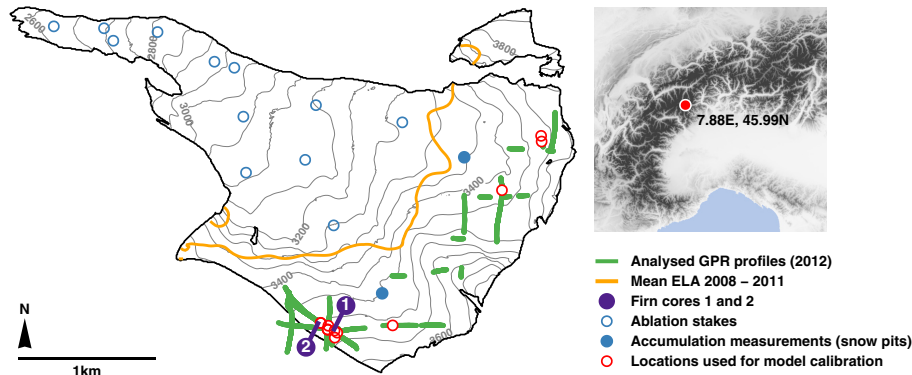 2600
2800
3000
3800
3400
3200
3400
3600
7.88E, 45.99N
1
2
N
1km
Analysed GPR profiles (2012)
Mean ELA 2008 – 2011
Firn cores 1 and 2
Ablation stakes
Accumulation measurements (snow pits)
Locations used for model calibration